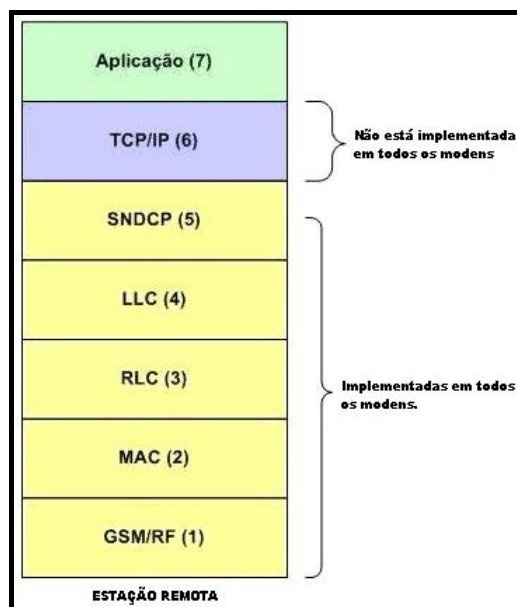 Aplicação (7)
TCP/IP (6)
Não está implementada
em todos os modens
SNDCP (5)
LLC (4)
RLC (3)
Implementadas em todos
os modens.
MAC (2)
GSM/RF (1)
ESTAÇÃO REMOTA